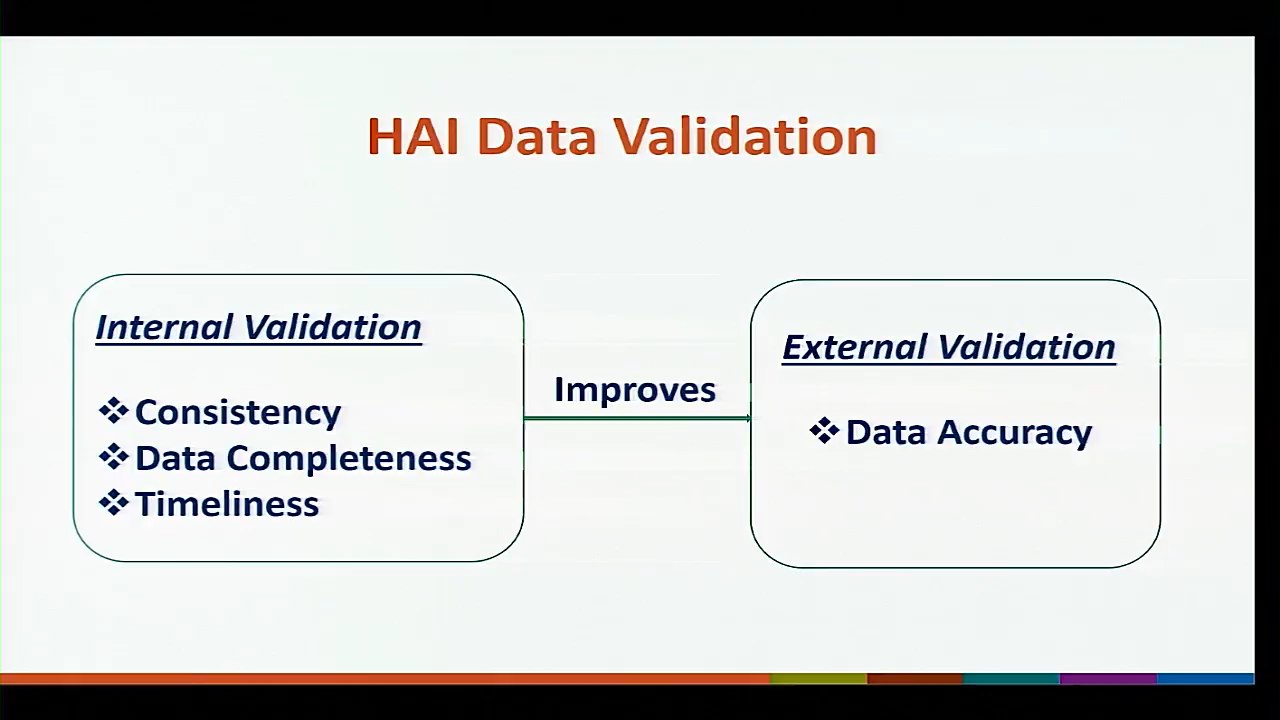 HAI Data Validation
Internal Validation
❖Consistency
❖Data Completeness
❖Timeliness
Improves
External Validation
❖Data Accuracy